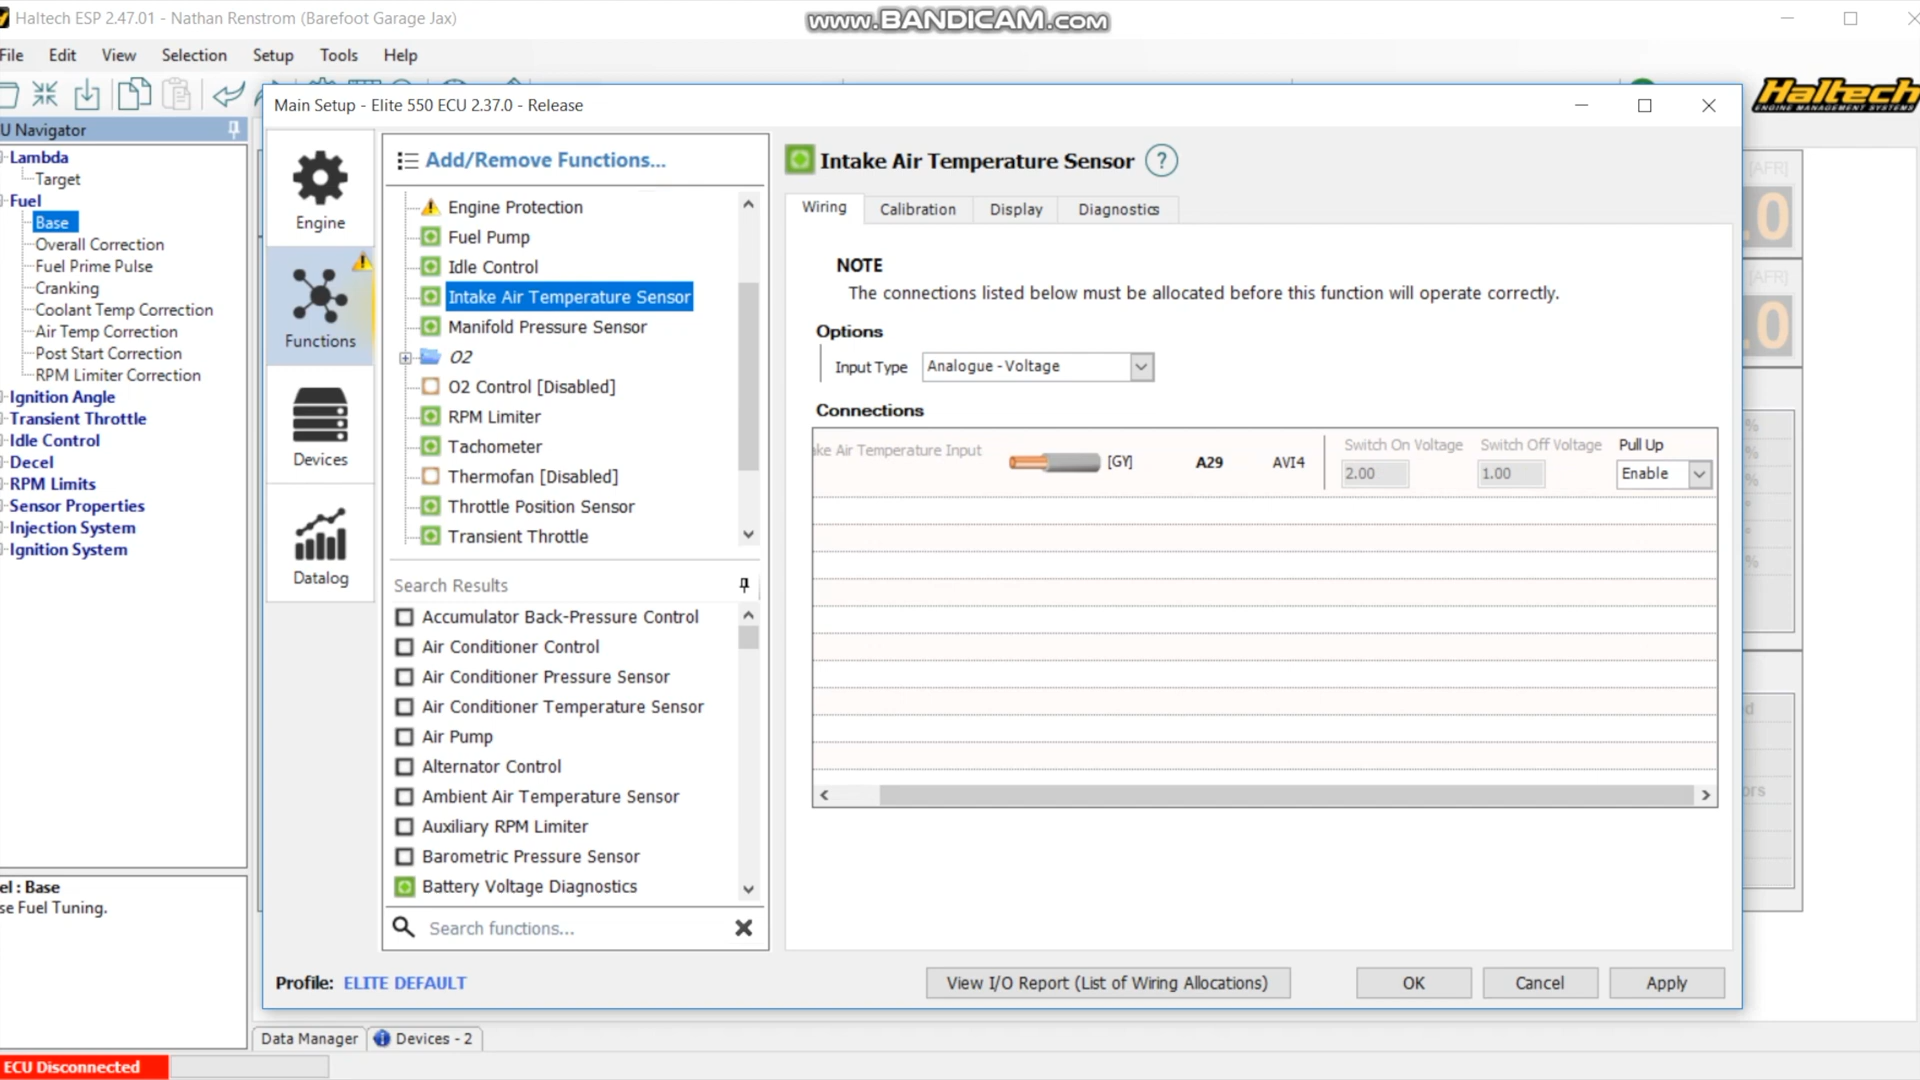 Haltech ESP 2.47.01 - Nathan Renstrom (Barefoot Garage Jax)
www.BANDICAM.com
File Edit View Selection Setup Tools Help
Haltech
ENGINE MANAGEMENT SYSTEMS
U Navigator
Lambda
Target
Fuel
Base
Overall Correction
Fuel Prime Pulse
Cranking
Coolant Temp Correction
Air Temp Correction
Post Start Correction
RPM Limiter Correction
Ignition Angle
Transient Throttle
Idle Control
Decel
RPM Limits
Sensor Properties
Injection System
Ignition System
el : Base
se Fuel Tuning.
Main Setup - Elite 550 ECU 2.37.0 - Release
Engine
Functions
Devices
Datalog
Add/Remove Functions...
Engine Protection
Fuel Pump
Idle Control
Intake Air Temperature Sensor
Manifold Pressure Sensor
O2
O2 Control [Disabled]
RPM Limiter
Tachometer
Thermofan [Disabled]
Throttle Position Sensor
Transient Throttle
Search Results
Accumulator Back-Pressure Control
Air Conditioner Control
Air Conditioner Pressure Sensor
Air Conditioner Temperature Sensor
Air Pump
Alternator Control
Ambient Air Temperature Sensor
Auxiliary RPM Limiter
Barometric Pressure Sensor
Battery Voltage Diagnostics
Search functions...
Intake Air Temperature Sensor ?
Wiring Calibration Display Diagnostics
NOTE
The connections listed below must be allocated before this function will operate correctly.
Options
Input Type Analogue - Voltage
Connections
ke Air Temperature Input [GY] A29 AVI4
Switch On Voltage Switch Off Voltage Pull Up
2.00 1.00 Enable
Profile: ELITE DEFAULT
View I/O Report (List of Wiring Allocations) OK Cancel Apply
[AFR]
.0
[AFR]
.0
%
%
%
%
d
ors
Data Manager Devices - 2
ECU Disconnected